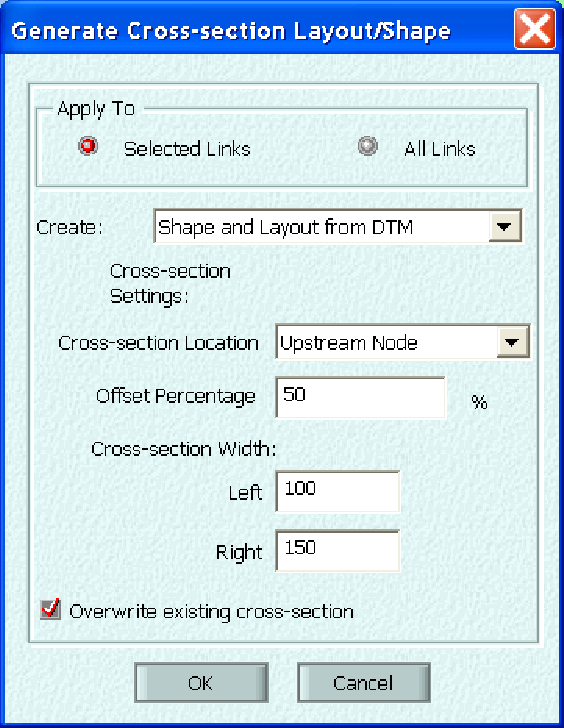 Generate Cross-section Layout/Shape
Apply To
Selected Links
All Links
Create:
Shape and Layout from DTM
Cross-section
Settings:
Cross-section Location
Upstream Node
Offset Percentage
50
%
Cross-section Width:
Left
100
Right
150
Overwrite existing cross-section
OK
Cancel